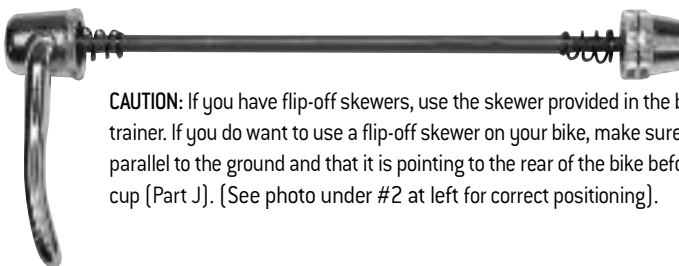 CAUTION: If you have flip-off skewers, use the skewer provided in the
trainer. If you do want to use a flip-off skewer on your bike, make sure
parallel to the ground and that it is pointing to the rear of the bike
cup (Part J). (See photo under #2 at left for correct positioning).